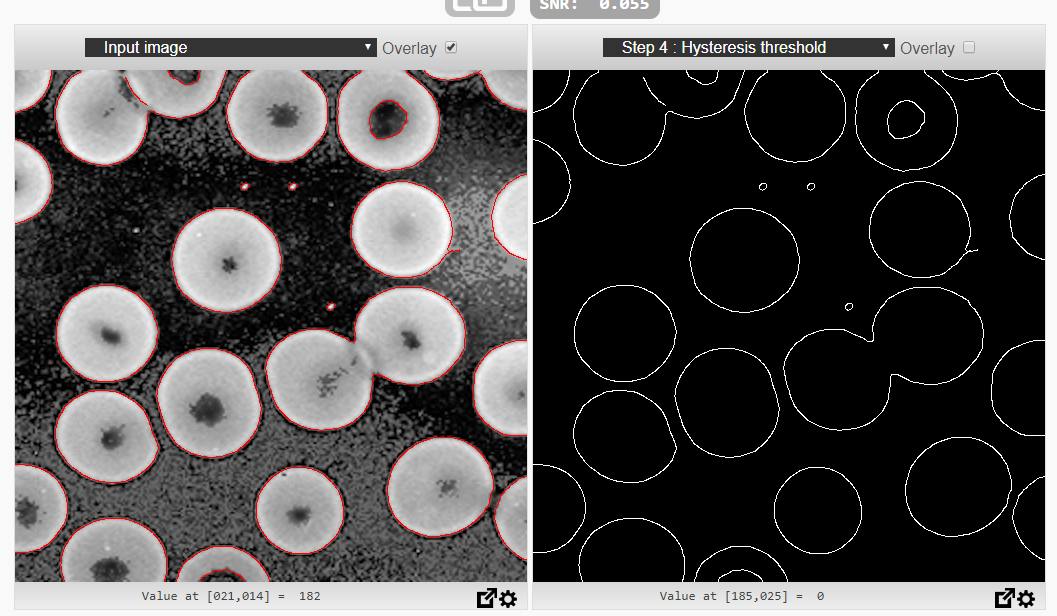 SNR: 0.055
Input image Overlay
Step 4 : Hysteresis threshold Overlay
Value at [021,014] = 182
Value at [185,025] = 0